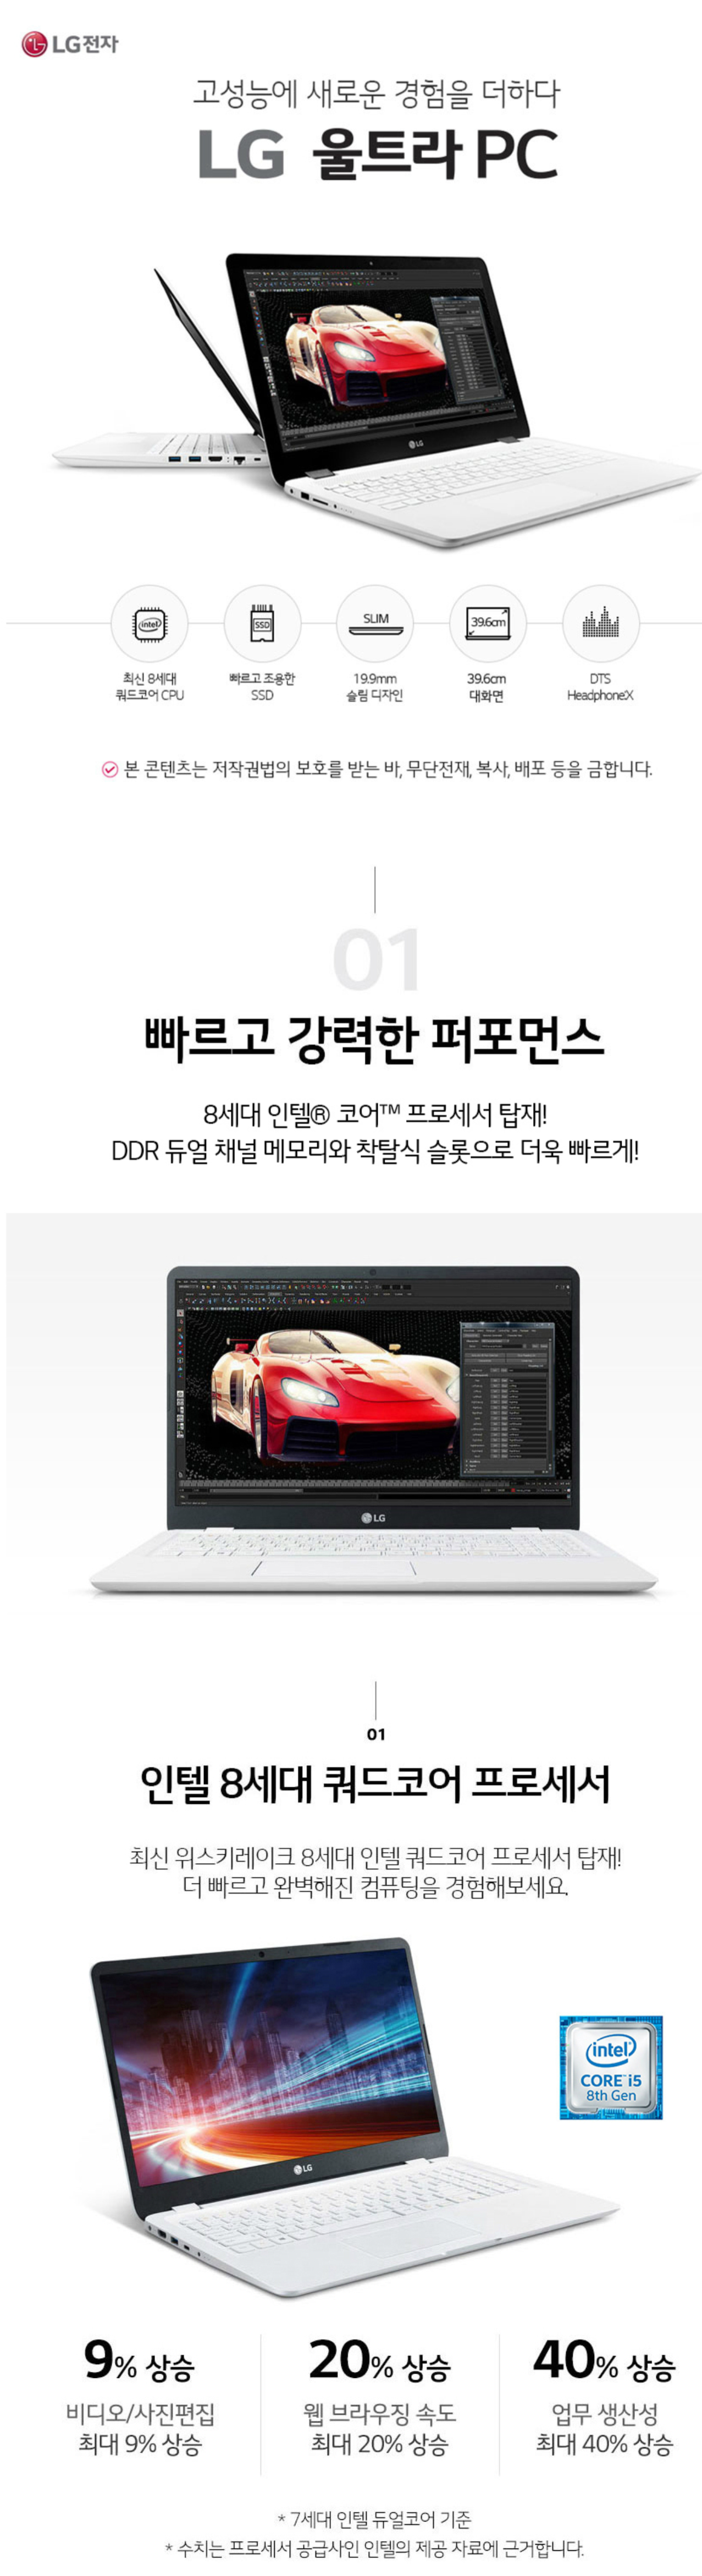 LG전자
고성능에 새로운 경험을 더하다
LG 울트라 PC
LG
intel
SSD
SLIM
39.6cm
최신 8세대
쿼드코어 CPU
빠르고 조용한
SSD
19.9mm
슬림 디자인
39.6cm
대화면
DTS
Headphone:X
본 콘텐츠는 저작권법의 보호를 받는 바, 무단전재, 복사, 배포 등을 금합니다.
01
빠르고 강력한 퍼포먼스
8세대 인텔® 코어™ 프로세서 탑재!
DDR 듀얼 채널 메모리와 착탈식 슬롯으로 더욱 빠르게!
LG
01
인텔 8세대 쿼드코어 프로세서
최신 위스키레이크 8세대 인텔 쿼드코어 프로세서 탑재!
더 빠르고 완벽해진 컴퓨팅을 경험해보세요.
intel
CORE i5
8th Gen
LG
9% 상승
비디오/사진편집
최대 9% 상승
20% 상승
웹 브라우징 속도
최대 20% 상승
40% 상승
업무 생산성
최대 40% 상승
* 7세대 인텔 듀얼코어 기준
* 수치는 프로세서 공급사인 인텔의 제공 자료에 근거합니다.